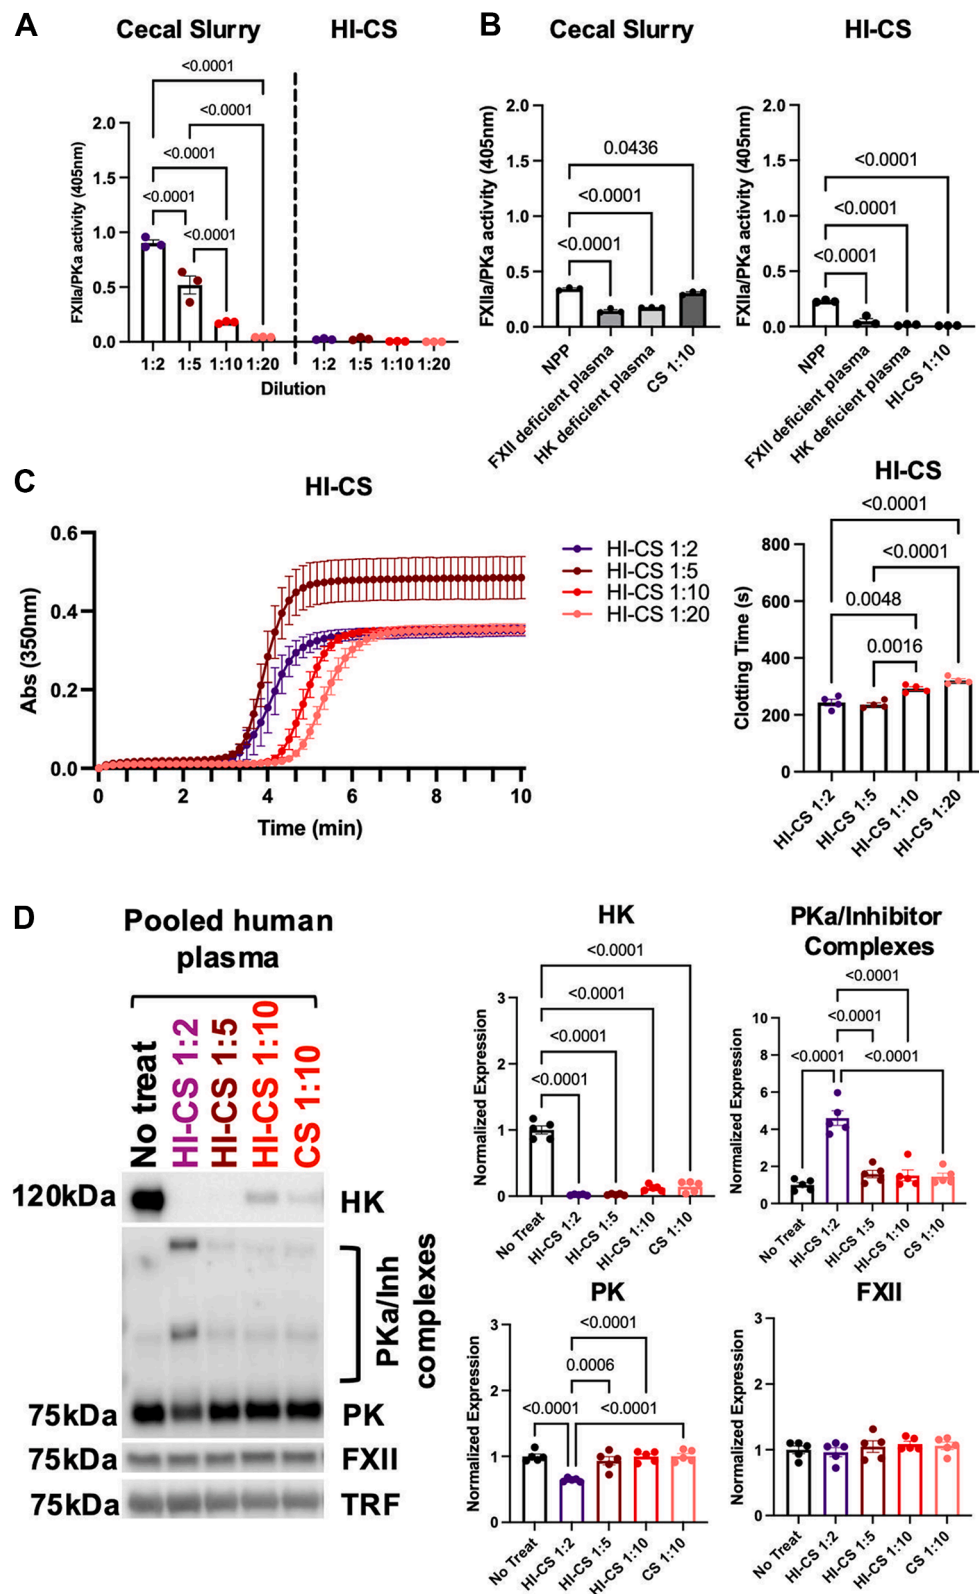 A
Cecal Slurry
HI-CS
FXIIa/PKa activity (405nm)
<0.0001
<0.0001
<0.0001
<0.0001
<0.0001
2.0
1.5
1.0
0.5
0.0
1:2 1:5 1:10 1:20 1:2 1:5 1:10 1:20
Dilution
B
Cecal Slurry
FXIIa/PKa activity (405nm)
0.0436
<0.0001
<0.0001
2.0
1.5
1.0
0.5
0.0
NPP
FXII deficient plasma
HK deficient plasma
CS 1:10
HI-CS
FXIIa/PKa activity (405nm)
<0.0001
<0.0001
<0.0001
2.0
1.5
1.0
0.5
0.0
NPP
FXII deficient plasma
HK deficient plasma
HI-CS 1:10
C
HI-CS
Abs (350nm)
0.6
0.4
0.2
0.0
0 2 4 6 8 10
Time (min)
HI-CS 1:2
HI-CS 1:5
HI-CS 1:10
HI-CS 1:20
HI-CS
Clotting Time (s)
<0.0001
<0.0001
0.0048
0.0016
800
600
400
200
0
HI-CS 1:2
HI-CS 1:5
HI-CS 1:10
HI-CS 1:20
D
Pooled human
plasma
No treat
HI-CS 1:2
HI-CS 1:5
HI-CS 1:10
CS 1:10
120kDa HK
PKa/Inh
complexes
75kDa PK
75kDa FXII
75kDa TRF
HK
Normalized Expression
<0.0001
<0.0001
<0.0001
<0.0001
3
2
1
0
No Treat
HI-CS 1:2
HI-CS 1:5
HI-CS 1:10
CS 1:10
PKa/Inhibitor
Complexes
Normalized Expression
<0.0001
<0.0001
<0.0001 <0.0001
10
8
6
4
2
0
No Treat
HI-CS 1:2
HI-CS 1:5
HI-CS 1:10
CS 1:10
PK
Normalized Expression
<0.0001
0.0006
<0.0001 <0.0001
3
2
1
0
No Treat
HI-CS 1:2
HI-CS 1:5
HI-CS 1:10
CS 1:10
FXII
Normalized Expression
3
2
1
0
No Treat
HI-CS 1:2
HI-CS 1:5
HI-CS 1:10
CS 1:10